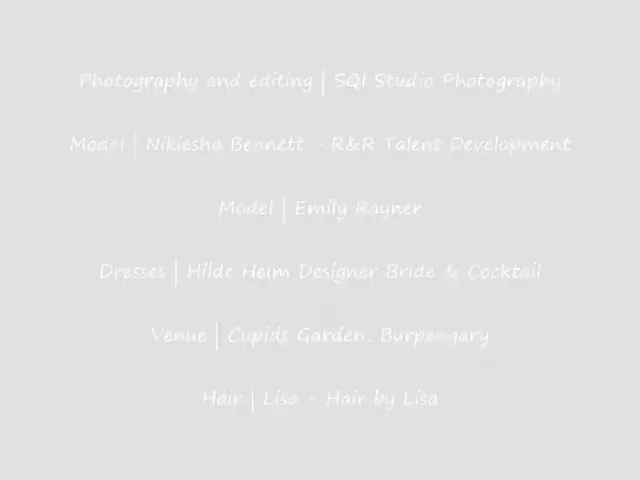 Photography and editing | SQI Studio Photography
Model | Nikiesha Bennett - R&R Talent Development
Model | Emily Rayner
Dresses | Hilde Heim Designer Bride & Cocktail
Venue | Cupids Garden, Burpengary
Hair | Lisa - Hair by Lisa